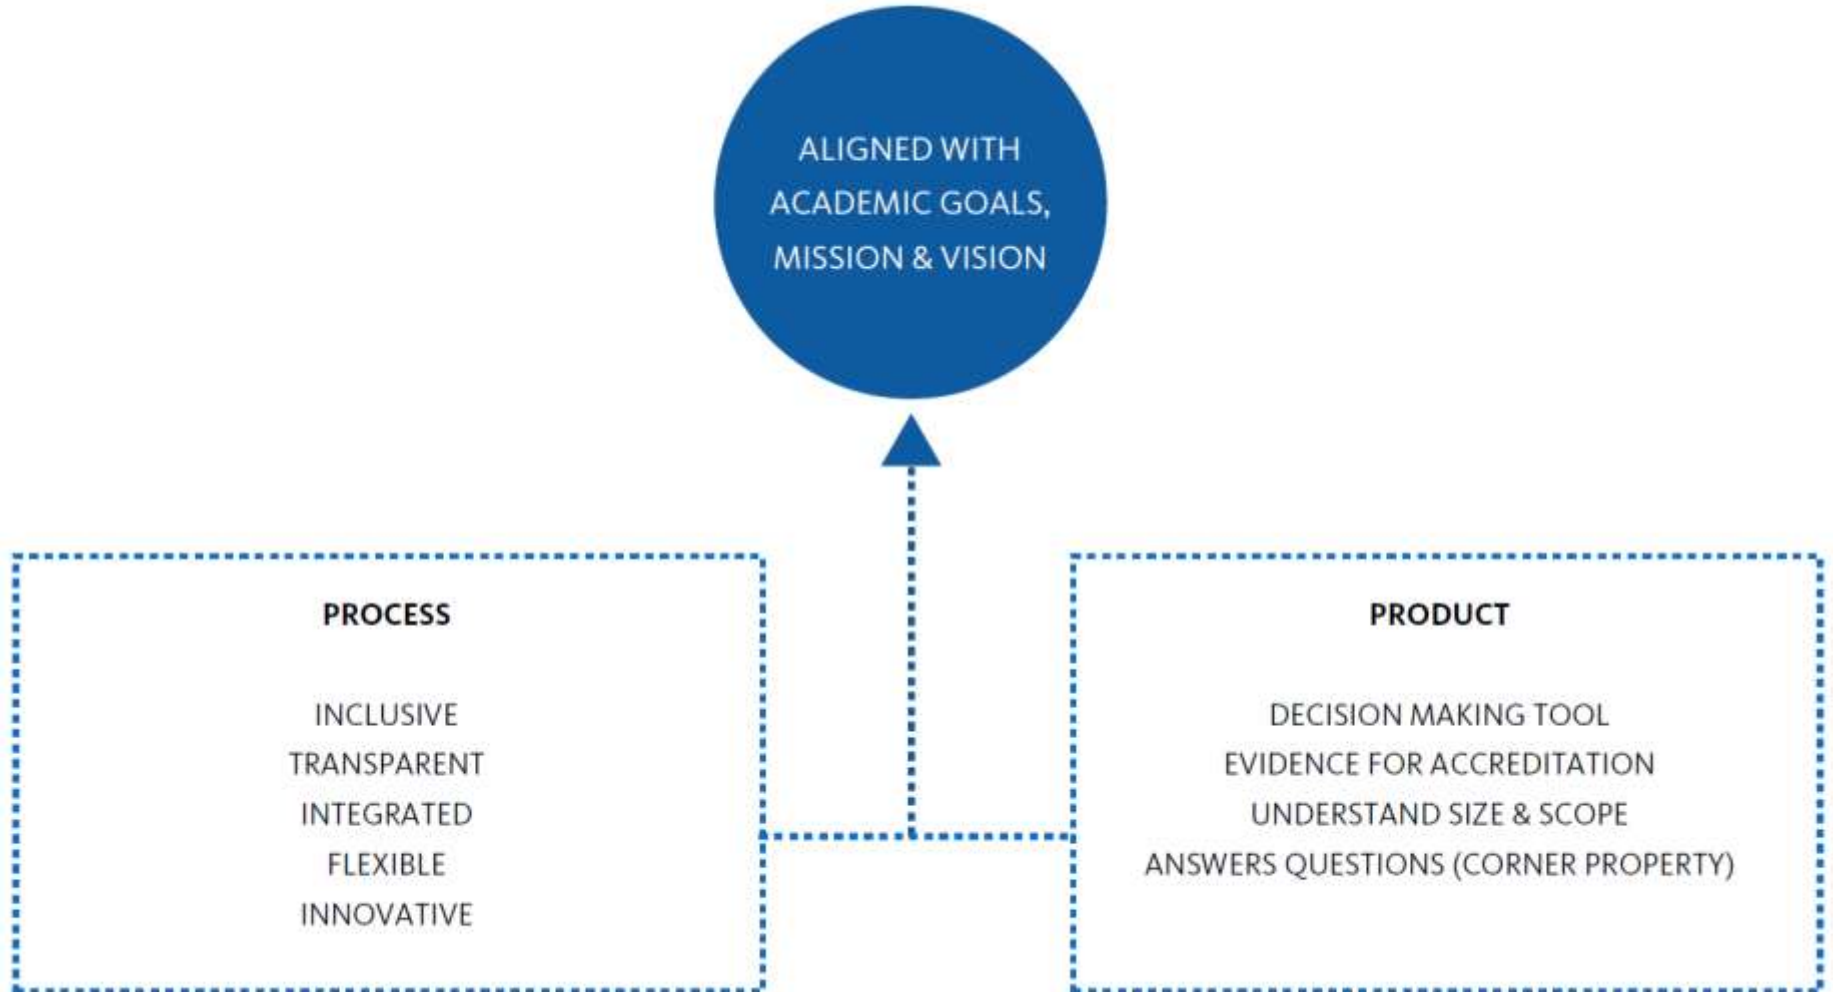 ALIGNED WITH
ACADEMIC GOALS,
MISSION & VISION
PROCESS
INCLUSIVE
TRANSPARENT
INTEGRATED
FLEXIBLE
INNOVATIVE
PRODUCT
DECISION MAKING TOOL
EVIDENCE FOR ACCREDITATION
UNDERSTAND SIZE & SCOPE
ANSWERS QUESTIONS (CORNER PROPERTY)